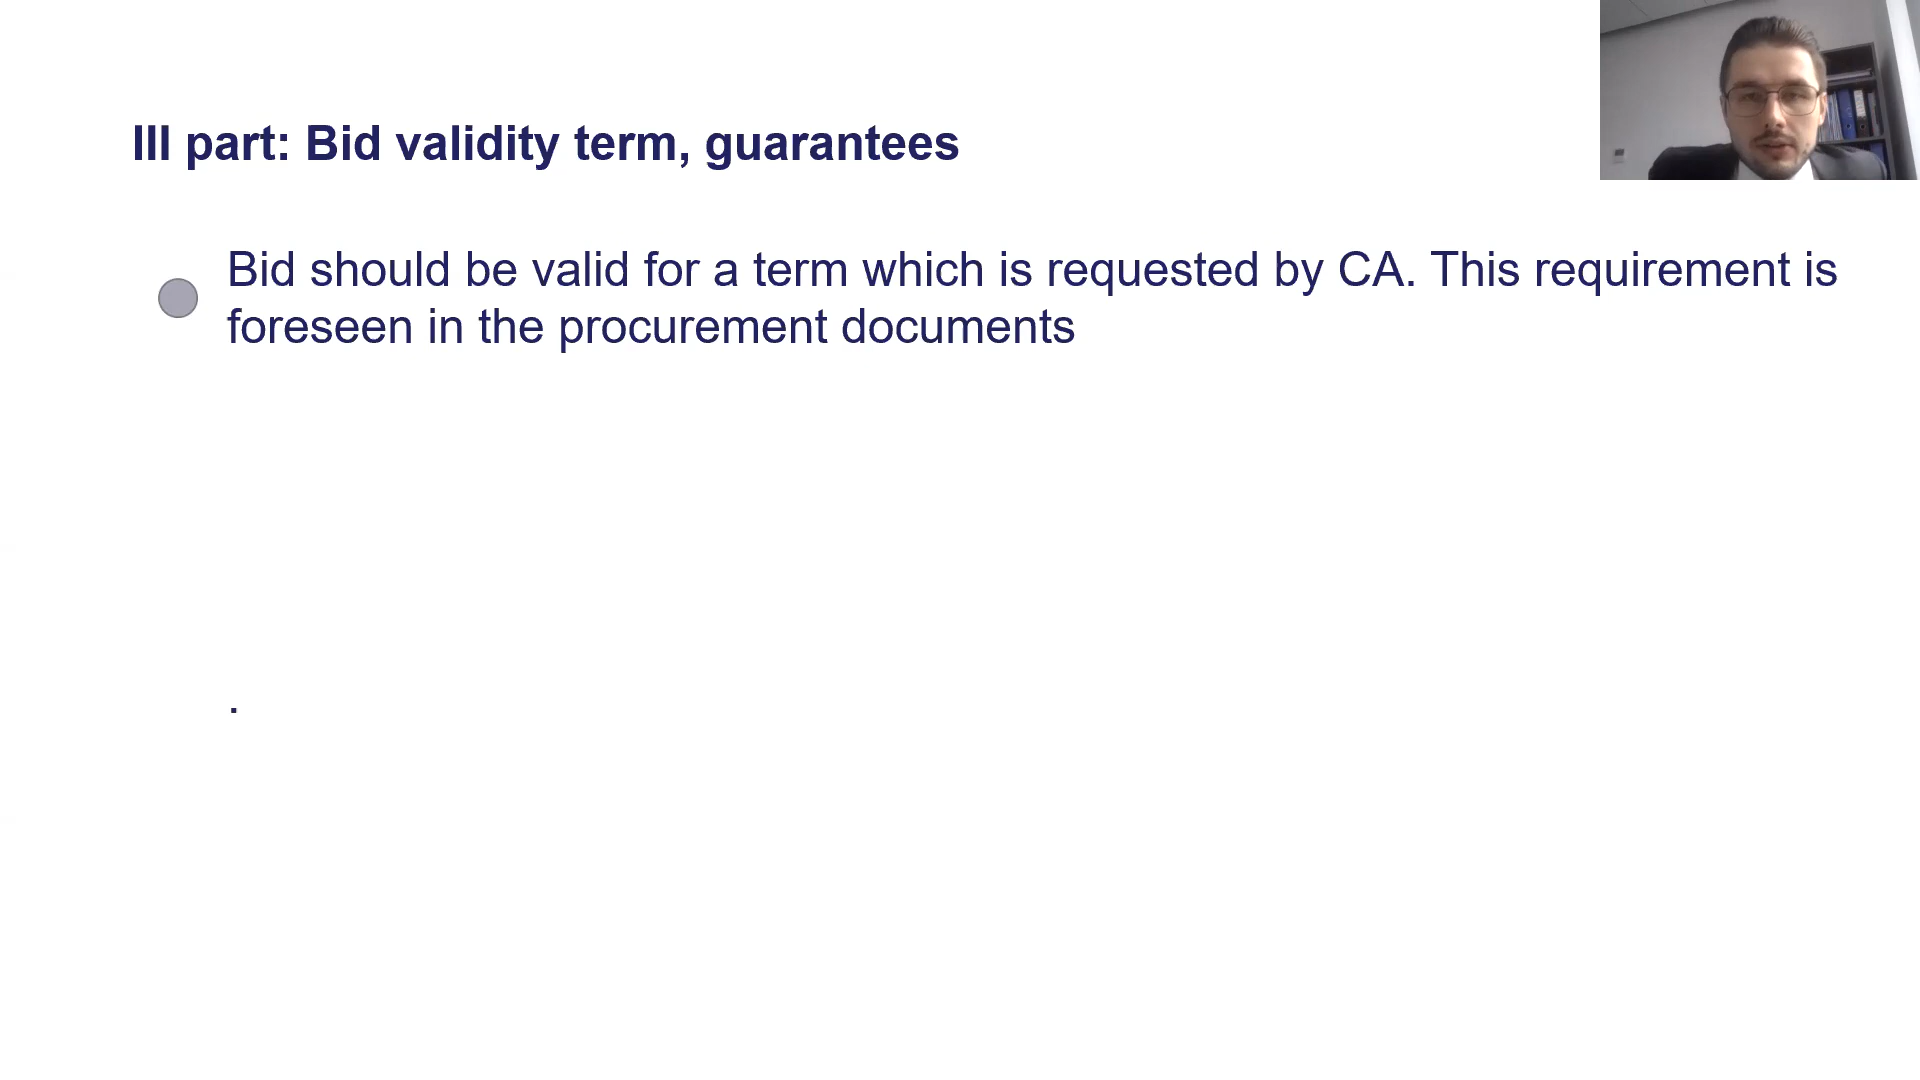 III part: Bid validity term, guarantees
Bid should be valid for a term which is requested by CA. This requirement is
foreseen in the procurement documents
.